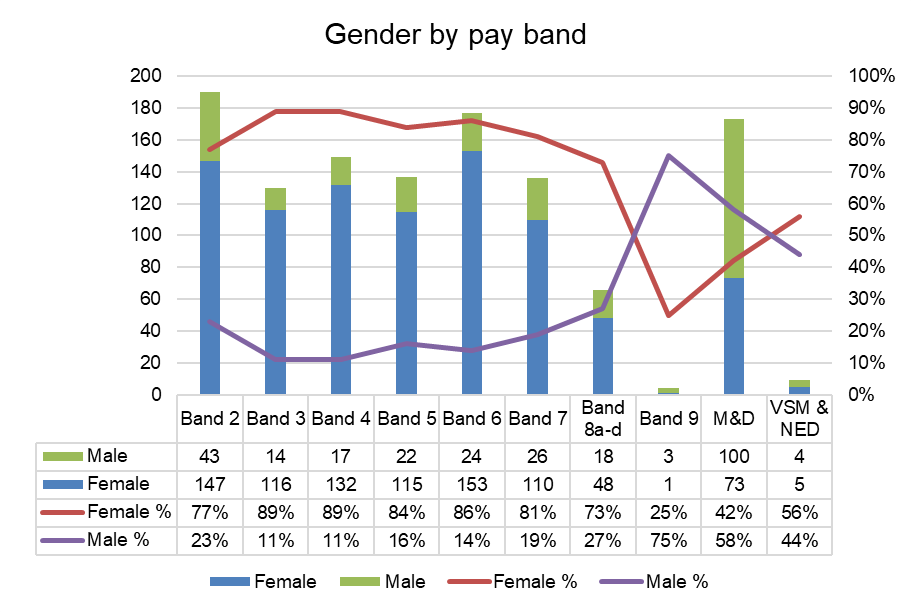 Gender by pay band
200 100%
180 90%
160 80%
140 70%
120 60%
100 50%
80 40%
60 30%
40 20%
20 10%
0 0%
Band 2 Band 3 Band 4 Band 5 Band 6 Band 7 Band 8a-d Band 9 M&D VSM & NED
Male 43 14 17 22 24 26 18 3 100 4
Female 147 116 132 115 153 110 48 1 73 5
Female % 77% 89% 89% 84% 86% 81% 73% 25% 42% 56%
Male % 23% 11% 11% 16% 14% 19% 27% 75% 58% 44%
Female Male Female % Male %